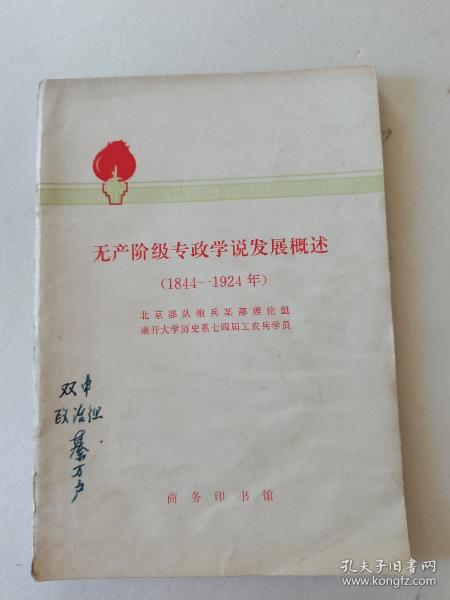 无产阶级专政学说发展概述
(1844--1924年)
北京部队炮兵某部理论组
南开大学历史系七四届工农兵学员
双中
政治组
綦万户
商务印书馆
孔夫子旧书网
www.kongfz.com